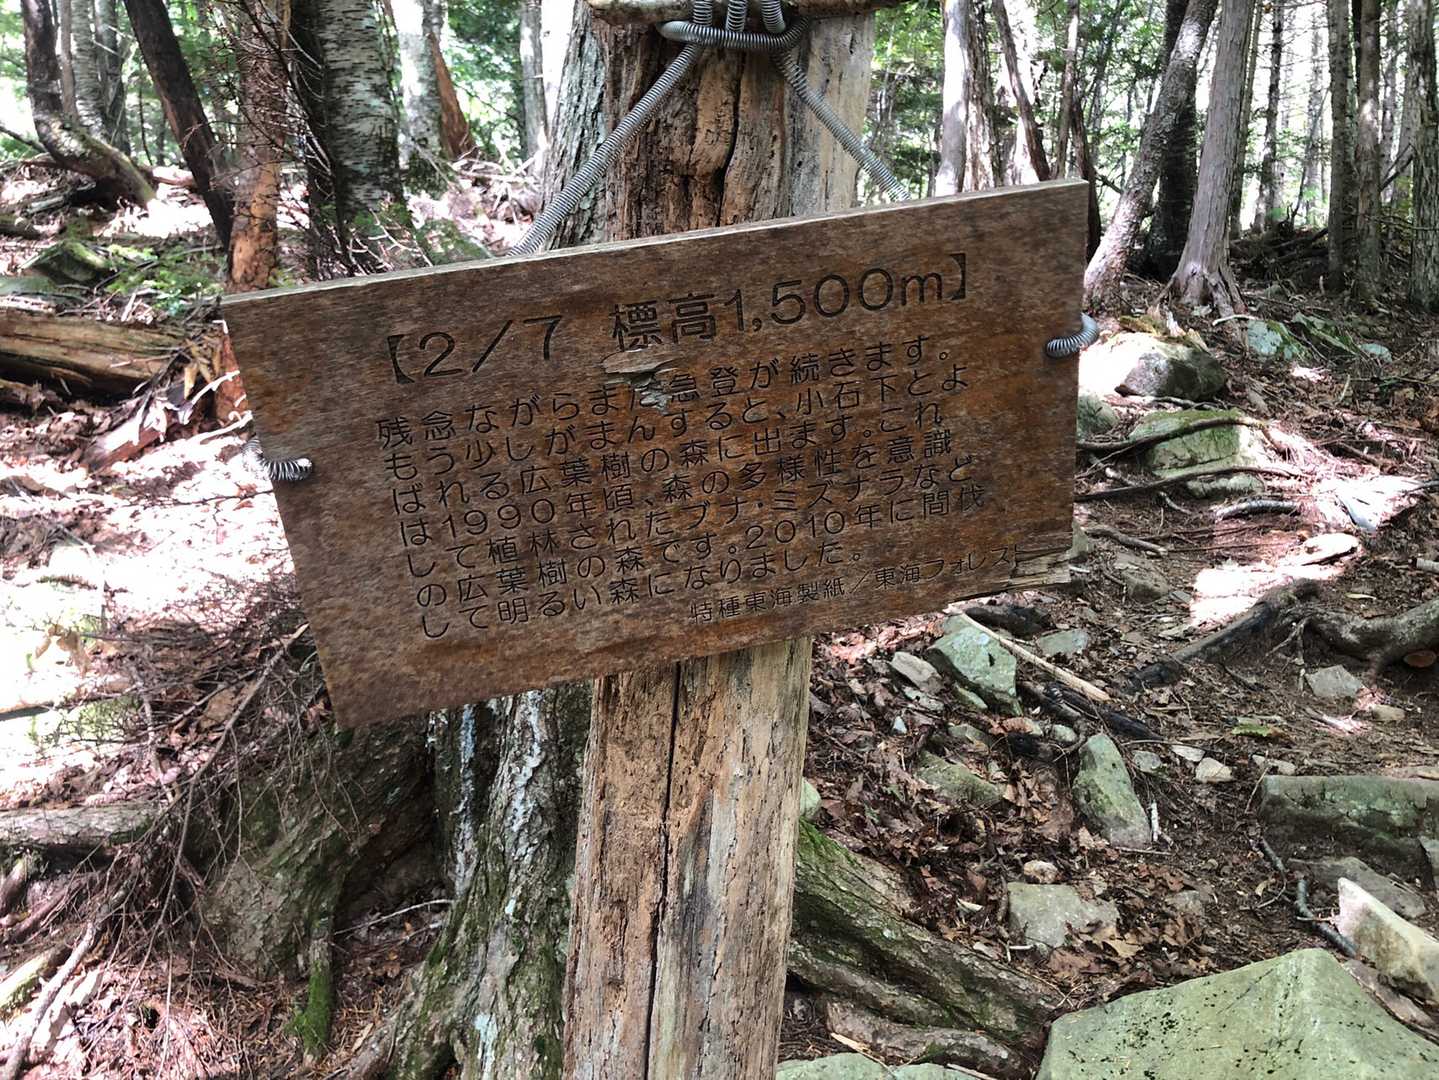 【2/7 標高1,500m】
残念ながらまだ急登が続きます。
もう少しがまんすると、小石下とよ
ばれる広葉樹の森に出ます。これ
は1990年頃、森の多様性を意識
して植林されたブナ・ミズナラなど
の広葉樹の森です。2010年に間伐
して明るい森になりました。
特種東海製紙/東海フォレスト